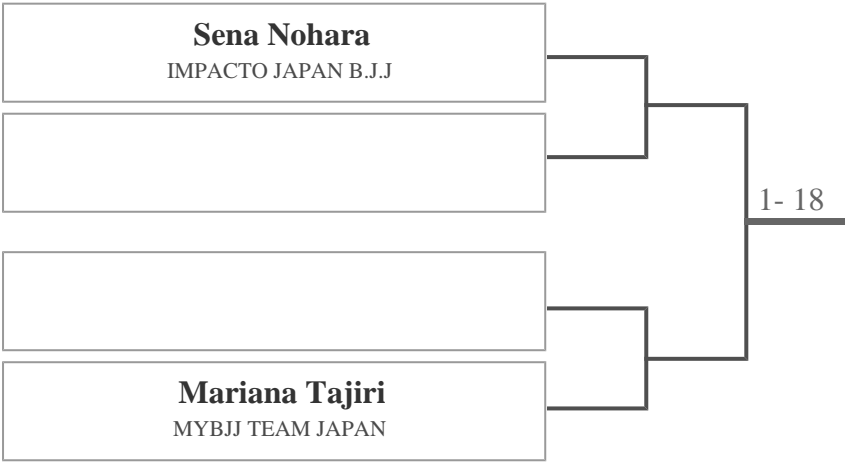 Sena Nohara
IMPACTO JAPAN B.J.J
1- 18
Mariana Tajiri
MYBJJ TEAM JAPAN